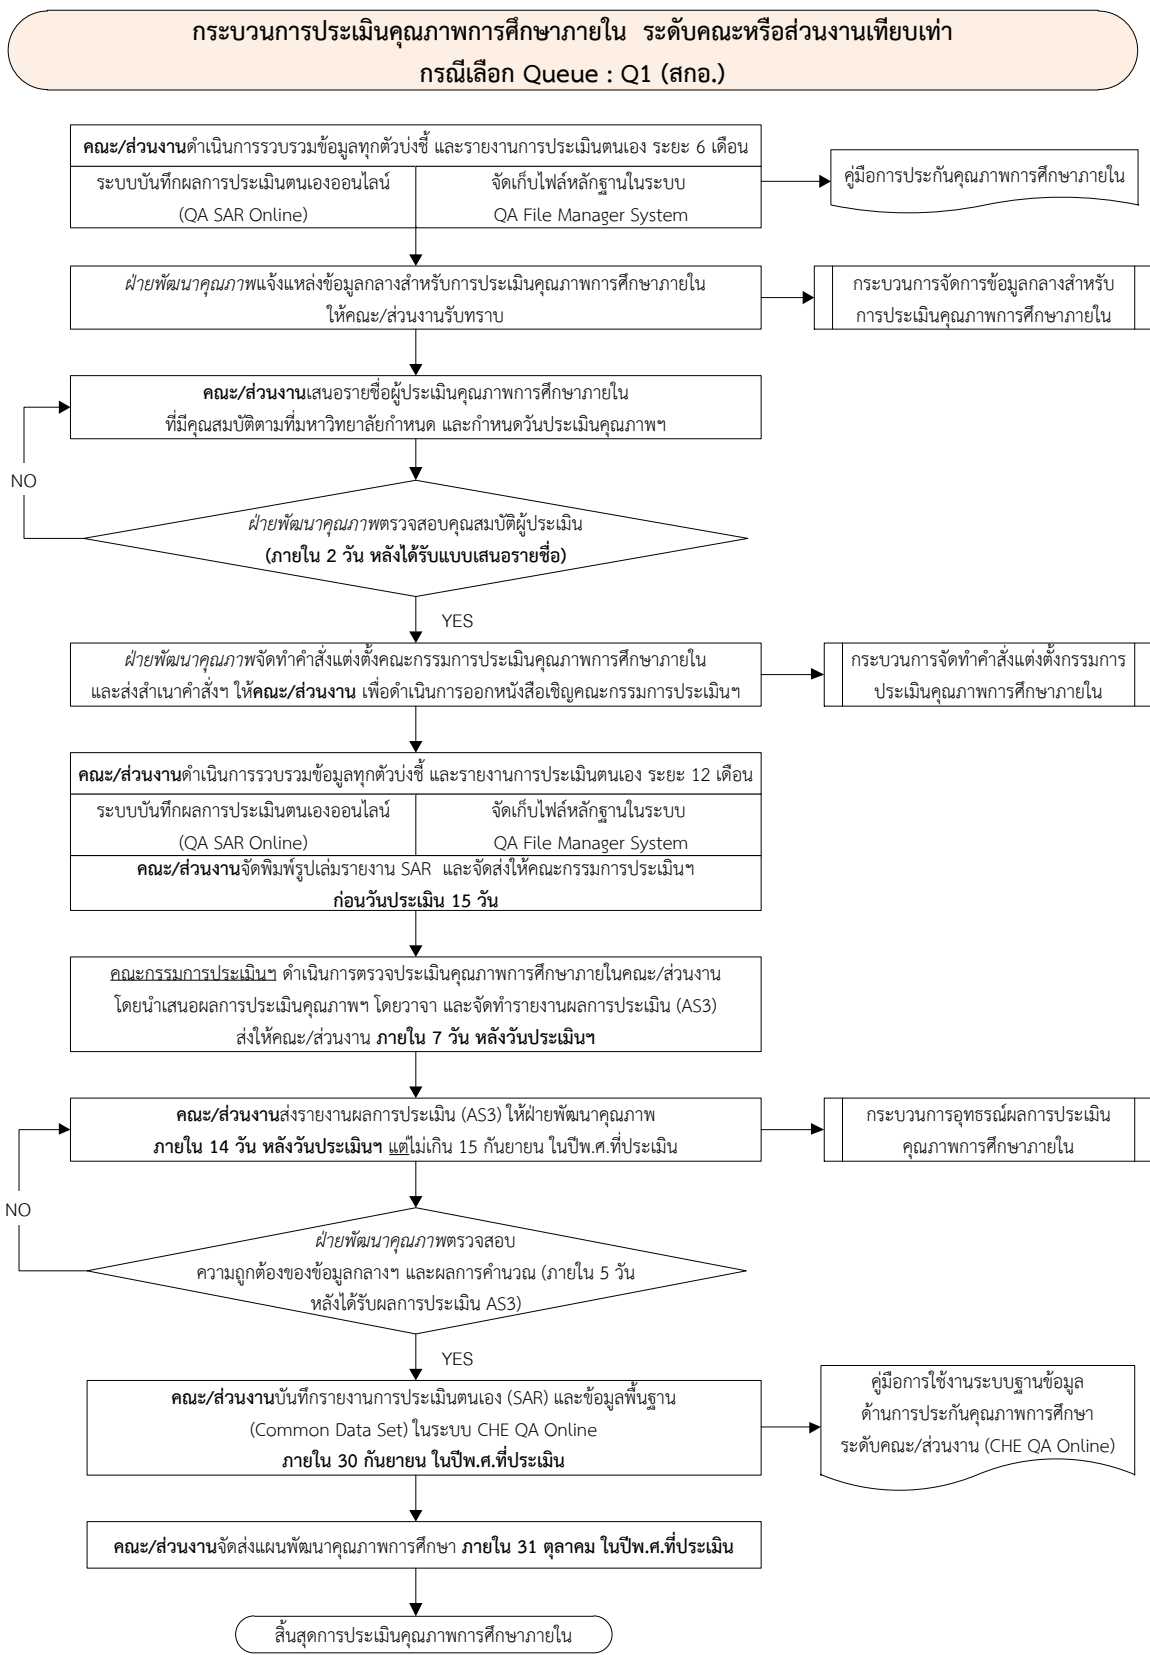 กระบวนการประเมินคุณภาพการศึกษาภายใน ระดับคณะหรือส่วนงานเทียบเท่า
กรณีเลือก Queue : Q1 (สกอ.)
คณะ/ส่วนงานดำเนินการรวบรวมข้อมูลทุกตัวบ่งชี้ และรายงานการประเมินตนเอง ระยะ 6 เดือน
ระบบบันทึกผลการประเมินตนเองออนไลน์
(QA SAR Online)
จัดเก็บไฟล์หลักฐานในระบบ
QA File Manager System
คู่มือการประกันคุณภาพการศึกษาภายใน
ฝ่ายพัฒนาคุณภาพแจ้งแหล่งข้อมูลกลางสำหรับการประเมินคุณภาพการศึกษาภายใน
ให้คณะ/ส่วนงานรับทราบ
กระบวนการจัดการข้อมูลกลางสำหรับ
การประเมินคุณภาพการศึกษาภายใน
คณะ/ส่วนงานเสนอรายชื่อผู้ประเมินคุณภาพการศึกษาภายใน
ที่มีคุณสมบัติตามที่มหาวิทยาลัยกำหนด และกำหนดวันประเมินคุณภาพฯ
NO
ฝ่ายพัฒนาคุณภาพตรวจสอบคุณสมบัติผู้ประเมิน
(ภายใน 2 วัน หลังได้รับแบบเสนอรายชื่อ)
YES
ฝ่ายพัฒนาคุณภาพจัดทำคำสั่งแต่งตั้งคณะกรรมการประเมินคุณภาพการศึกษาภายใน
และส่งสำเนาคำสั่งฯ ให้คณะ/ส่วนงาน เพื่อดำเนินการออกหนังสือเชิญคณะกรรมการประเมินฯ
กระบวนการจัดทำคำสั่งแต่งตั้งกรรมการ
ประเมินคุณภาพการศึกษาภายใน
คณะ/ส่วนงานดำเนินการรวบรวมข้อมูลทุกตัวบ่งชี้ และรายงานการประเมินตนเอง ระยะ 12 เดือน
ระบบบันทึกผลการประเมินตนเองออนไลน์
(QA SAR Online)
จัดเก็บไฟล์หลักฐานในระบบ
QA File Manager System
คณะ/ส่วนงานจัดพิมพ์รูปเล่มรายงาน SAR และจัดส่งให้คณะกรรมการประเมินฯ
ก่อนวันประเมิน 15 วัน
คณะกรรมการประเมินฯ ดำเนินการตรวจประเมินคุณภาพการศึกษาภายในคณะ/ส่วนงาน
โดยนำเสนอผลการประเมินคุณภาพฯ โดยวาจา และจัดทำรายงานผลการประเมิน (AS3)
ส่งให้คณะ/ส่วนงาน ภายใน 7 วัน หลังวันประเมินฯ
คณะ/ส่วนงานส่งรายงานผลการประเมิน (AS3) ให้ฝ่ายพัฒนาคุณภาพ
ภายใน 14 วัน หลังวันประเมินฯ แต่ไม่เกิน 15 กันยายน ในปีพ.ศ.ที่ประเมิน
กระบวนการอุทธรณ์ผลการประเมิน
คุณภาพการศึกษาภายใน
NO
ฝ่ายพัฒนาคุณภาพตรวจสอบ
ความถูกต้องของข้อมูลกลางฯ และผลการคำนวณ (ภายใน 5 วัน
หลังได้รับผลการประเมิน AS3)
YES
คณะ/ส่วนงานบันทึกรายงานการประเมินตนเอง (SAR) และข้อมูลพื้นฐาน
(Common Data Set) ในระบบ CHE QA Online
ภายใน 30 กันยายน ในปีพ.ศ.ที่ประเมิน
คู่มือการใช้งานระบบฐานข้อมูล
ด้านการประกันคุณภาพการศึกษา
ระดับคณะ/ส่วนงาน (CHE QA Online)
คณะ/ส่วนงานจัดส่งแผนพัฒนาคุณภาพการศึกษา ภายใน 31 ตุลาคม ในปีพ.ศ.ที่ประเมิน
สิ้นสุดการประเมินคุณภาพการศึกษาภายใน